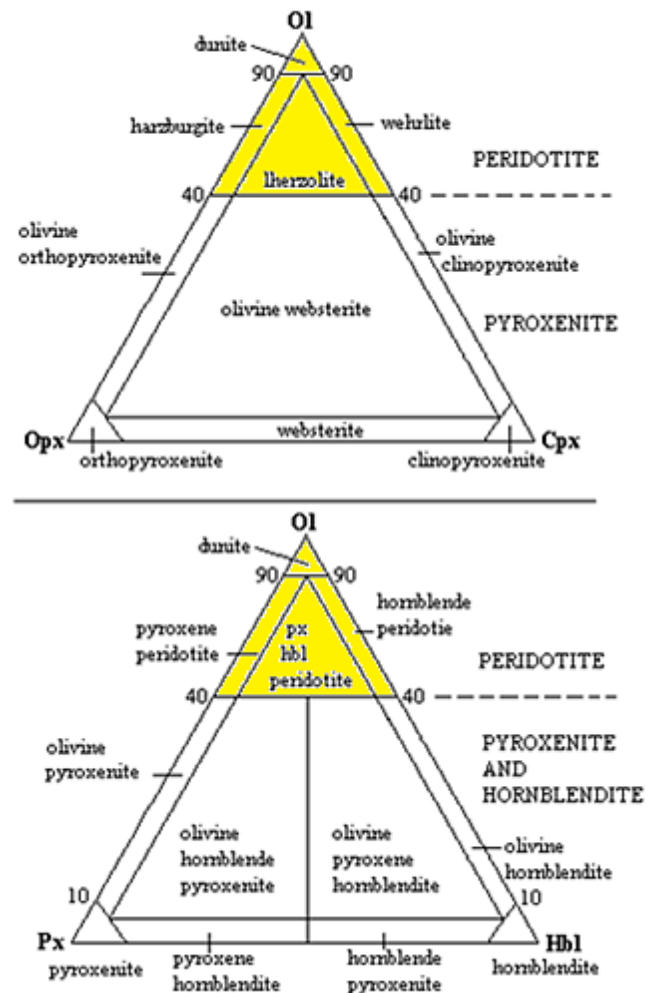 Ol
dunite
90 90
harzburgite
wehrlite
PERIDOTITE
lherzolite
40 40
olivine
orthopyroxenite
olivine
clinopyroxenite
olivine websterite
PYROXENITE
websterite
Opx Cpx
orthopyroxenite
clinopyroxenite
Ol
dunite
90 90
hornblende
peridotie
pyroxene
peridotite
px
hbl
peridotite
PERIDOTITE
40 40
olivine
pyroxenite
PYROXENITE
AND
HORNBLENDITE
olivine
hornblende
pyroxenite
olivine
pyroxene
hornblendite
olivine
hornblendite
10 10
Px Hbl
pyroxenite
pyroxene
hornblendite
hornblende
pyroxenite
hornblendite